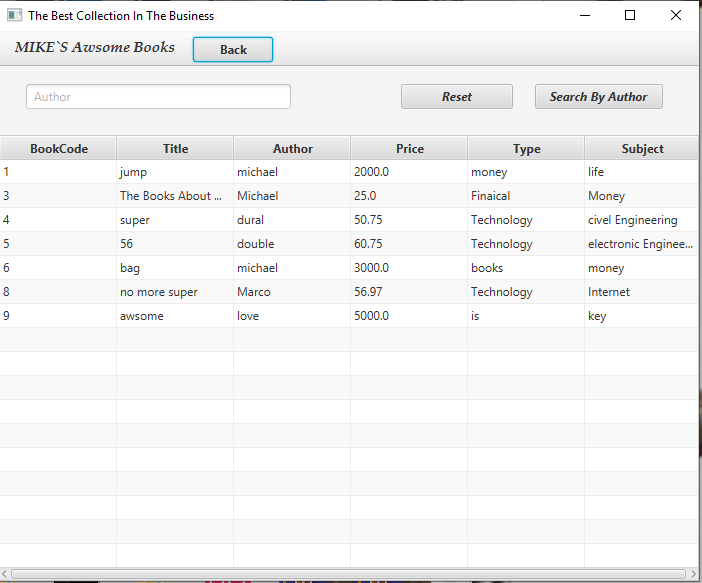 The Best Collection In The Business
MIKE`S Awsome Books Back
Author Reset Search By Author
BookCode Title Author Price Type Subject
1 jump michael 2000.0 money life
3 The Books About ... Michael 25.0 Finaical Money
4 super dural 50.75 Technology civel Engineering
5 56 double 60.75 Technology electronic Enginee...
6 bag michael 3000.0 books money
8 no more super Marco 56.97 Technology Internet
9 awsome love 5000.0 is key